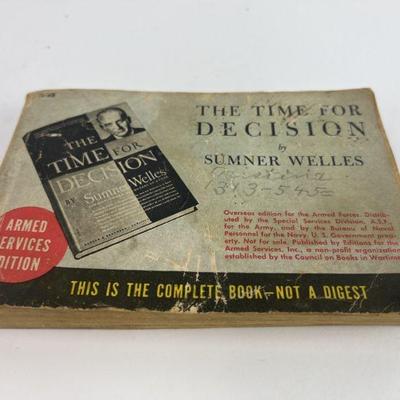 THE TIME FOR
DECISION
by
SUMNER WELLES
313-545
THE
TIME FOR
DECISION
BY Sumner
Welles
Overseas edition for the Armed Forces. Distrib-
uted by the Special Services Division, A.S.F.,
for the Army, and by the Bureau of Naval
Personnel for the Navy. U. S. Government prop-
erty. Not for sale. Published by Editions for the
Armed Services, Inc., a non-profit organization
established by the Council on Books in Wartime
ARMED
SERVICES
EDITION
THIS IS THE COMPLETE BOOK—NOT A DIGEST